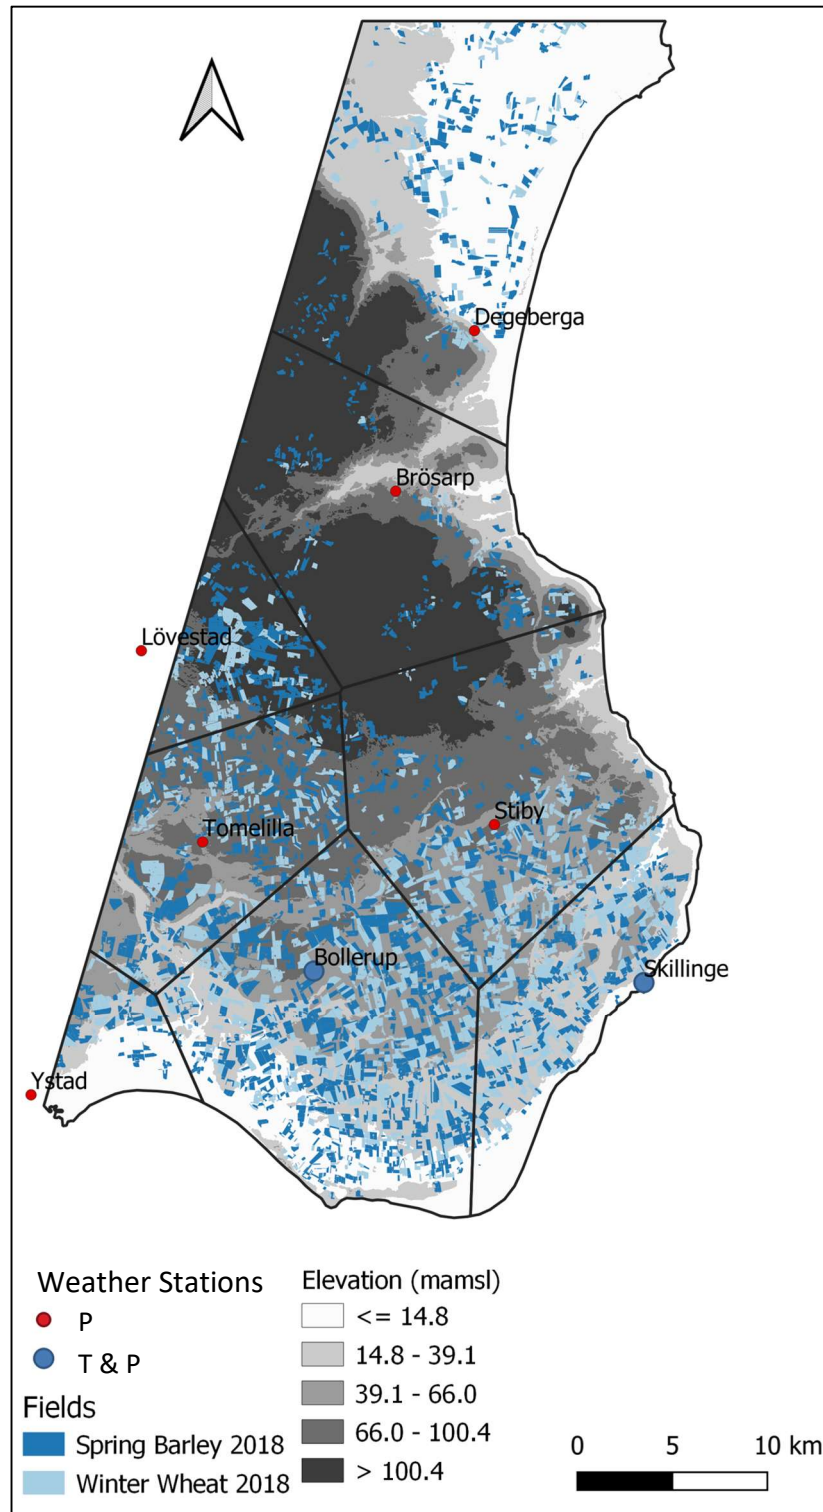 Degeberga
Brösarp
Lövestad
Stiby
Tomelilla
Bollerup
Skillinge
Ystad
Weather Stations
P
T & P
Fields
Spring Barley 2018
Winter Wheat 2018
Elevation (mamsl)
<= 14.8
14.8 - 39.1
39.1 - 66.0
66.0 - 100.4
> 100.4
0 5 10 km